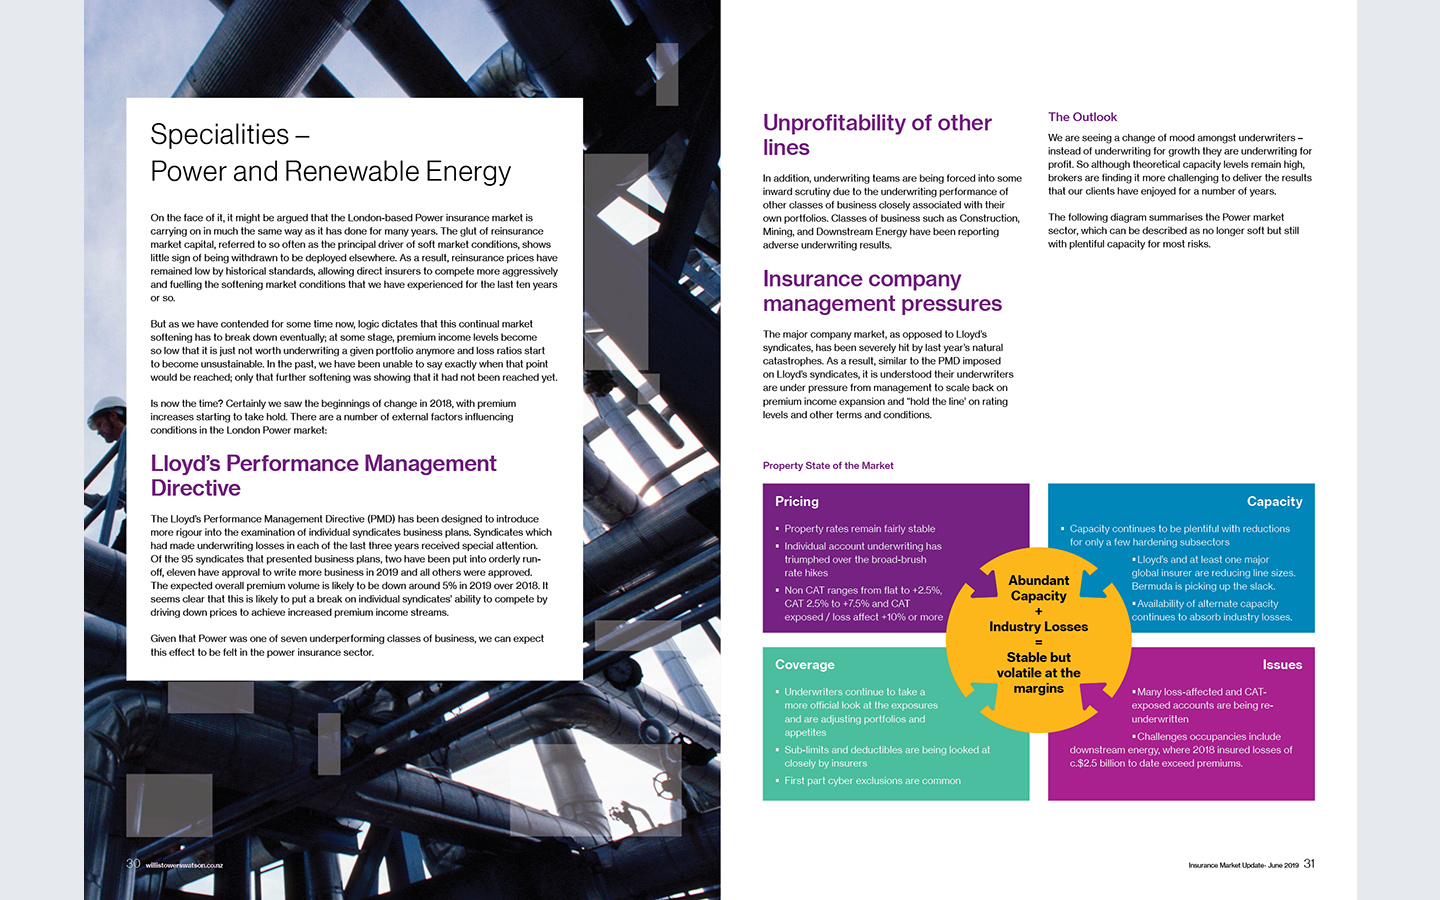 Specialities –
Power and Renewable Energy
On the face of it, it might be argued that the London-based Power insurance market is
carrying on in much the same way as it has done for many years. The glut of reinsurance
market capital, referred to so often as the principal driver of soft market conditions, shows
little sign of being withdrawn to be deployed elsewhere. As a result, reinsurance prices have
remained low by historical standards, allowing direct insurers to compete more aggressively
and fuelling the softening market conditions that we have experienced for the last ten years
or so.
But as we have contended for some time now, logic dictates that this continual market
softening has to break down eventually; at some stage, premium income levels become
so low that it is just not worth underwriting a given portfolio anymore and loss ratios start
to become unsustainable. In the past, we have been unable to say exactly when that point
would be reached; only that further softening was showing that it had not been reached yet.
Is now the time? Certainly we saw the beginnings of change in 2018, with premium
increases starting to take hold. There are a number of external factors influencing
conditions in the London Power market:
Lloyd's Performance Management
Directive
The Lloyd's Performance Management Directive (PMD) has been designed to introduce
more rigour into the examination of individual syndicates business plans. Syndicates which
had made underwriting losses in each of the last three years received special attention.
Of the 95 syndicates that presented business plans, two have been put into orderly run-
off, eleven have approval to write more business in 2019 and all others were approved.
The expected overall premium volume is likely to be down around 5% in 2019 over 2018. It
seems clear that this is likely to put a break on individual syndicates' ability to compete by
driving down prices to achieve increased premium income streams.
Given that Power was one of seven underperforming classes of business, we can expect
this effect to be felt in the power insurance sector.
30 willistowerswatson.co.nz
Unprofitability of other
lines
In addition, underwriting teams are being forced into some
inward scrutiny due to the underwriting performance of
other classes of business closely associated with their
own portfolios. Classes of business such as Construction,
Mining, and Downstream Energy have been reporting
adverse underwriting results.
Insurance company
management pressures
The major company market, as opposed to Lloyd's
syndicates, has been severely hit by last year's natural
catastrophes. As a result, similar to the PMD imposed
on Lloyd's syndicates, it is understood their underwriters
are under pressure from management to scale back on
premium income expansion and "hold the line' on rating
levels and other terms and conditions.
The Outlook
We are seeing a change of mood amongst underwriters –
instead of underwriting for growth they are underwriting for
profit. So although theoretical capacity levels remain high,
brokers are finding it more challenging to deliver the results
that our clients have enjoyed for a number of years.
The following diagram summarises the Power market
sector, which can be described as no longer soft but still
with plentiful capacity for most risks.
Property State of the Market
Pricing
▪ Property rates remain fairly stable
▪ Individual account underwriting has
triumphed over the broad-brush
rate hikes
▪ Non CAT ranges from flat to +2.5%,
CAT 2.5% to +7.5% and CAT
exposed / loss affect +10% or more
Capacity
▪ Capacity continues to be plentiful with reductions
for only a few hardening subsectors
▪ Lloyd's and at least one major
global insurer are reducing line sizes.
Bermuda is picking up the slack.
▪ Availability of alternate capacity
continues to absorb industry losses.
Abundant
Capacity
+
Industry Losses
=
Stable but
volatile at the
margins
Coverage
▪ Underwriters continue to take a
more official look at the exposures
and are adjusting portfolios and
appetites
▪ Sub-limits and deductibles are being looked at
closely by insurers
▪ First part cyber exclusions are common
Issues
▪ Many loss-affected and CAT-
exposed accounts are being re-
underwritten
▪ Challenges occupancies include
downstream energy, where 2018 insured losses of
c.$2.5 billion to date exceed premiums.
Insurance Market Update- June 2019 31